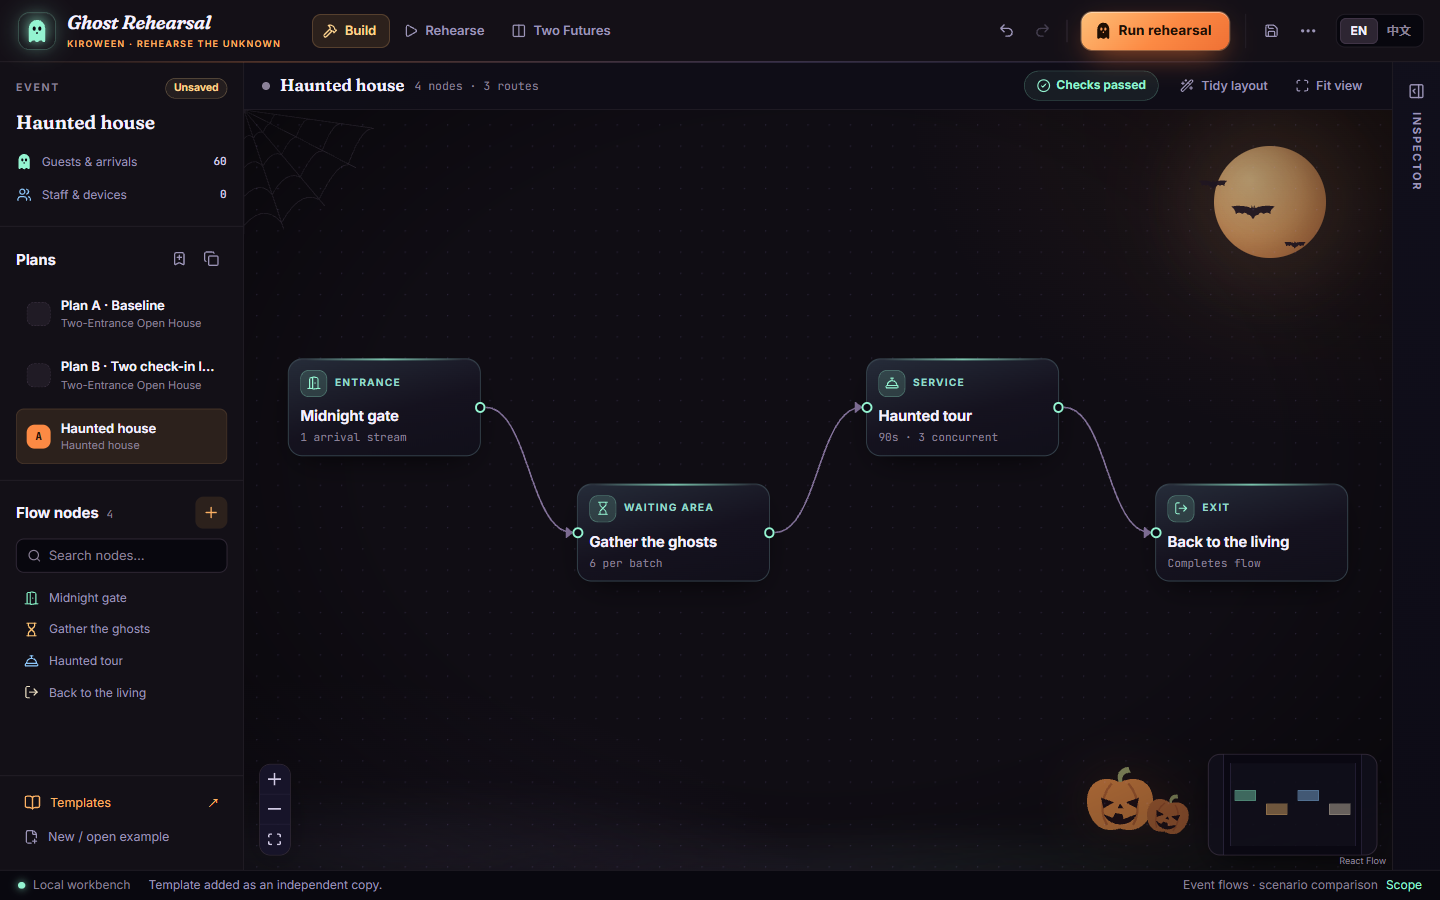 Ghost Rehearsal
KIROWEEN · REHEARSE THE UNKNOWN
Build
Rehearse
Two Futures
Run rehearsal
EN
中文
EVENT
Unsaved
Haunted house
Guests & arrivals
60
Staff & devices
0
Plans
Plan A · Baseline
Two-Entrance Open House
Plan B · Two check-in l...
Two-Entrance Open House
A
Haunted house
Haunted house
Flow nodes 4
Search nodes...
Midnight gate
Gather the ghosts
Haunted tour
Back to the living
Templates
New / open example
Haunted house 4 nodes · 3 routes
Checks passed
Tidy layout
Fit view
INSPECTOR
ENTRANCE
Midnight gate
1 arrival stream
WAITING AREA
Gather the ghosts
6 per batch
SERVICE
Haunted tour
90s · 3 concurrent
EXIT
Back to the living
Completes flow
React Flow
Local workbench
Template added as an independent copy.
Event flows · scenario comparison
Scope